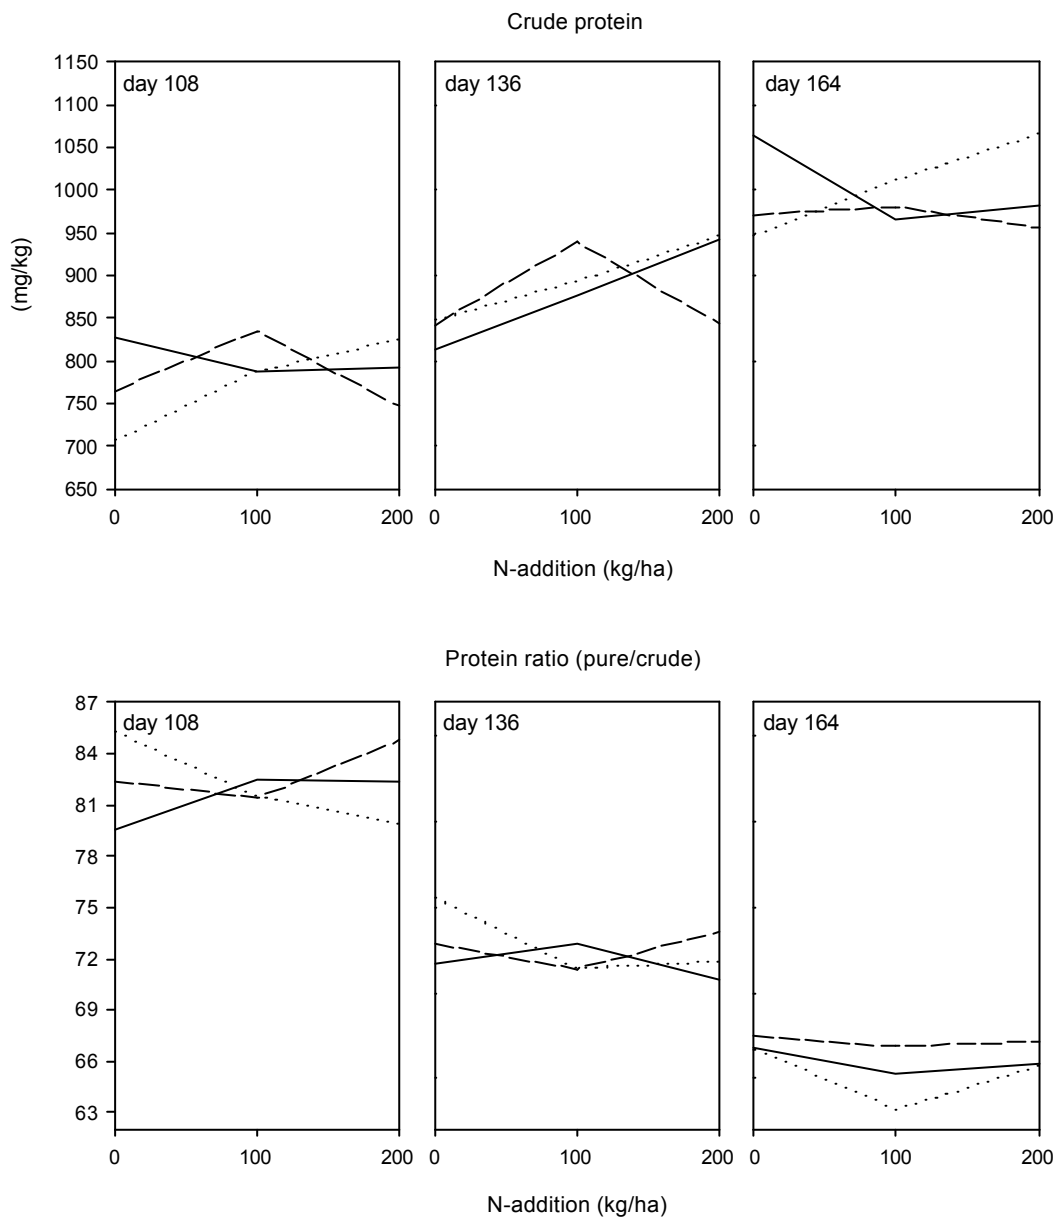 Crude protein
1150
1100
1050
1000
950
900
850
800
750
700
650
(mg/kg)
day 108
day 136
day 164
0 100 200 0 100 200 0 100 200
N-addition (kg/ha)
Protein ratio (pure/crude)
87
84
81
78
75
72
69
66
63
day 108
day 136
day 164
0 100 200 0 100 200 0 100 200
N-addition (kg/ha)